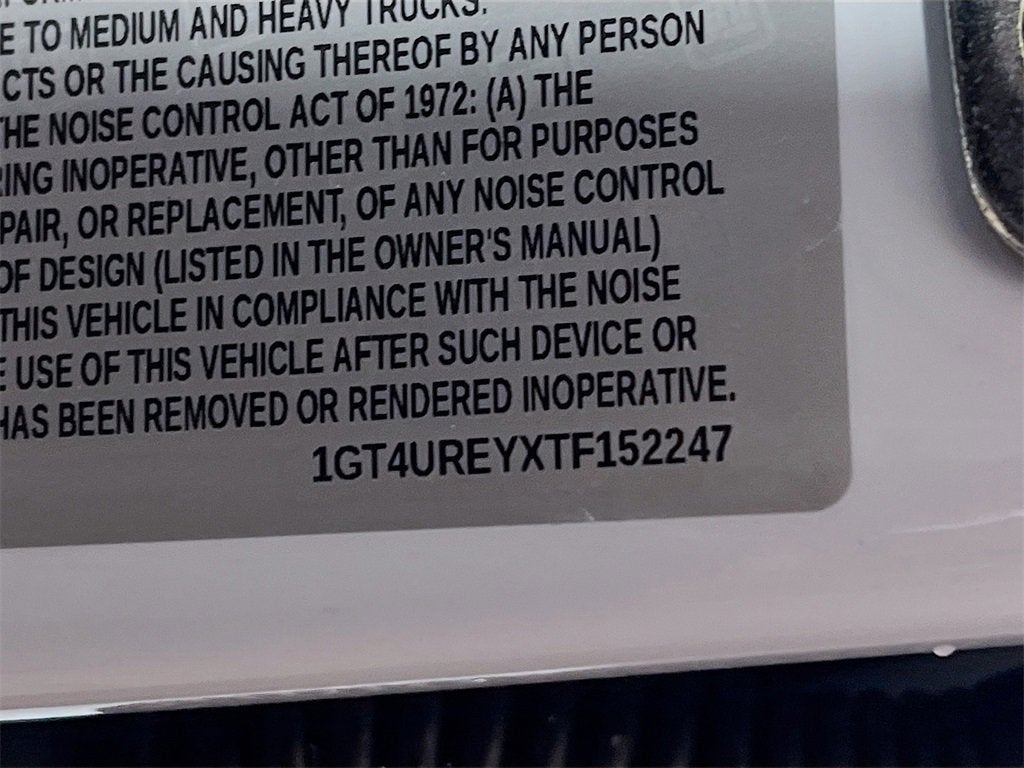 E TO MEDIUM AND HEAVY TRUCKS.
CTS OR THE CAUSING THEREOF BY ANY PERSON
THE NOISE CONTROL ACT OF 1972: (A) THE
RING INOPERATIVE, OTHER THAN FOR PURPOSES
PAIR, OR REPLACEMENT, OF ANY NOISE CONTROL
OF DESIGN (LISTED IN THE OWNER'S MANUAL)
THIS VEHICLE IN COMPLIANCE WITH THE NOISE
E USE OF THIS VEHICLE AFTER SUCH DEVICE OR
HAS BEEN REMOVED OR RENDERED INOPERATIVE.
1GT4UREYXTF152247